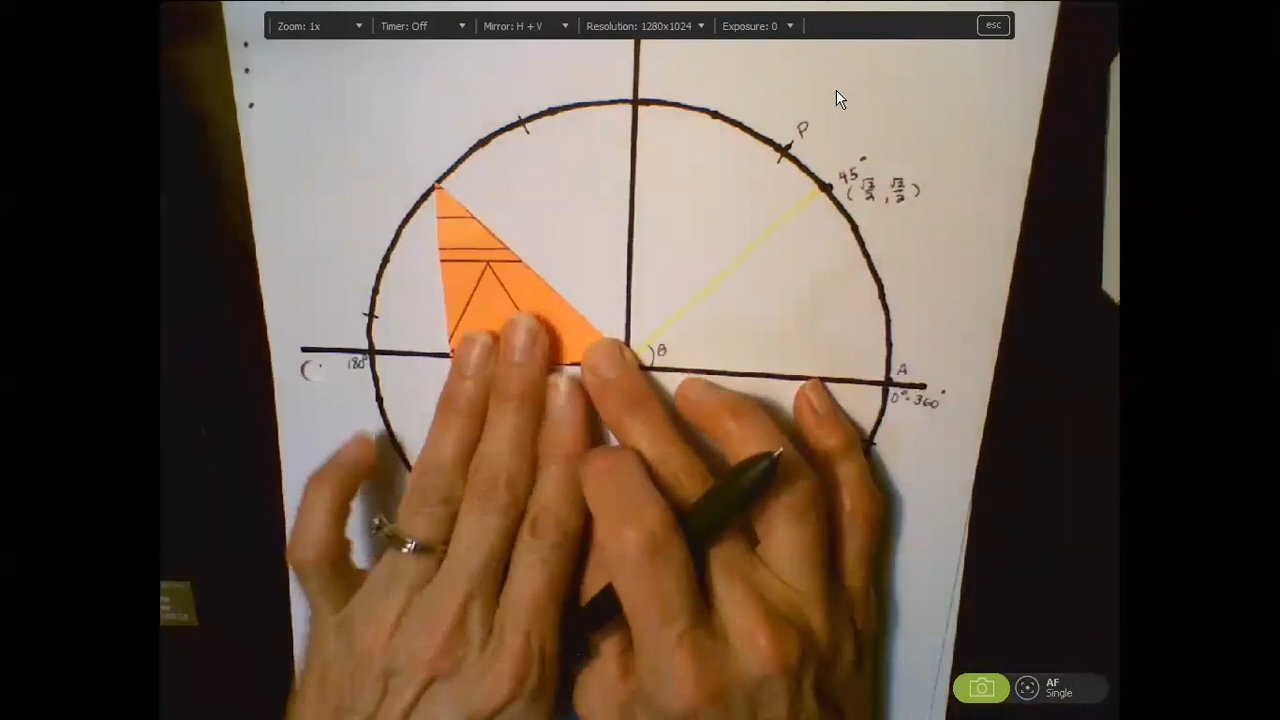 Zoom: 1x Timer: Off Mirror: H + V Resolution: 1280x1024 Exposure: 0 esc
P
45°
(√2/2, √2/2)
180°
A
0° 360°
AF
Single